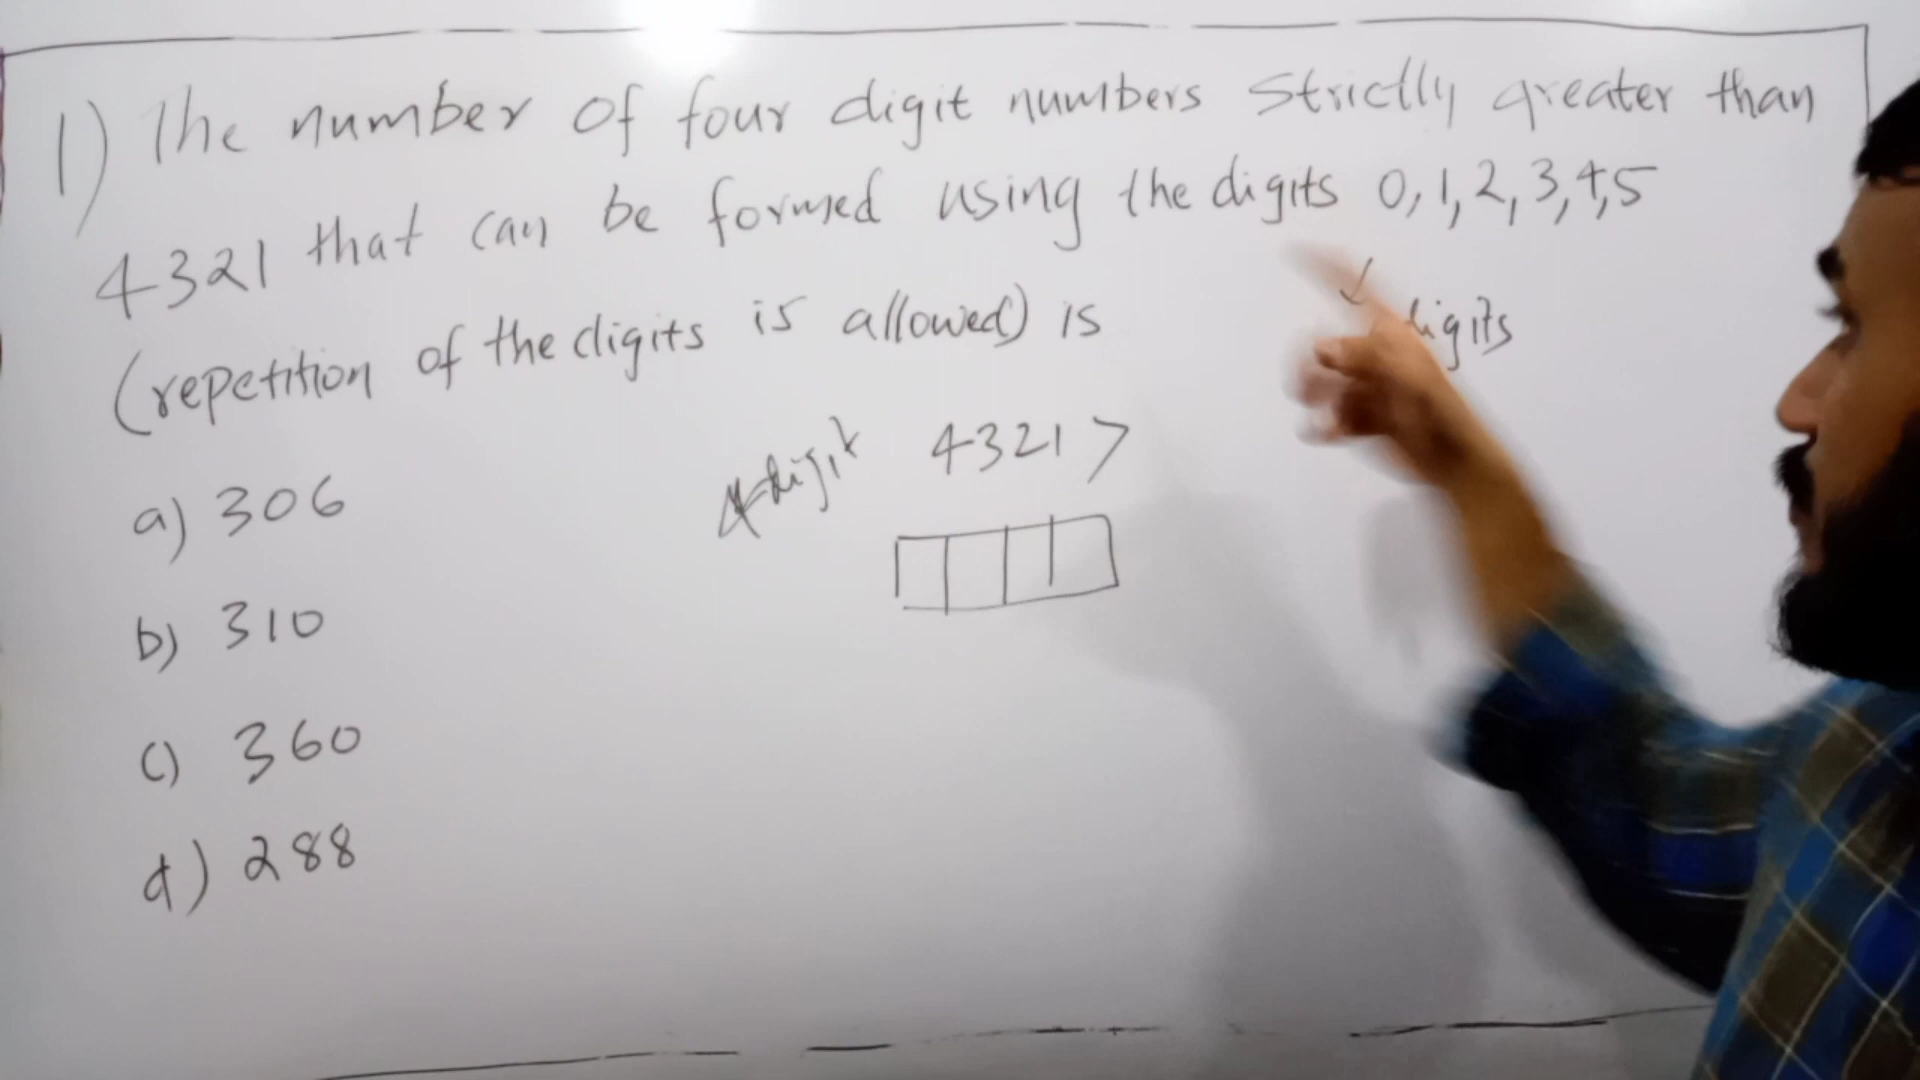 1) The number of four digit numbers strictly greater than
4321 that can be formed using the digits 0,1,2,3,4,5
(repetition of the digits is allowed) is
digits
4 digit 4321 >
a) 306
b) 310
c) 360
d) 288